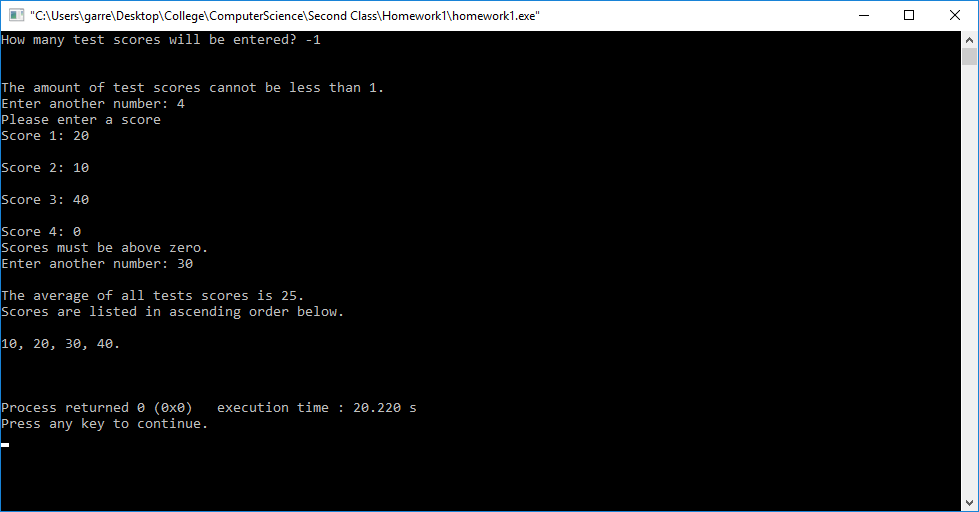 "C:\Users\garre\Desktop\College\ComputerScience\Second Class\Homework1\homework1.exe"
How many test scores will be entered? -1
The amount of test scores cannot be less than 1.
Enter another number: 4
Please enter a score
Score 1: 20
Score 2: 10
Score 3: 40
Score 4: 0
Scores must be above zero.
Enter another number: 30
The average of all tests scores is 25.
Scores are listed in ascending order below.
10, 20, 30, 40.
Process returned 0 (0x0)   execution time : 20.220 s
Press any key to continue.